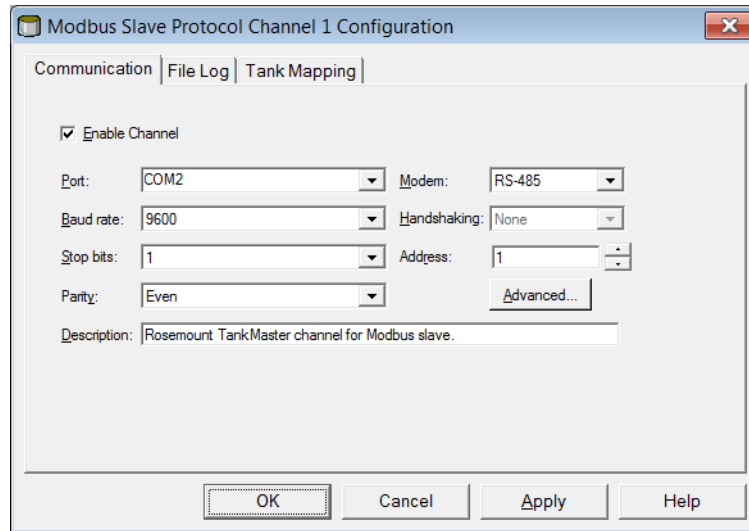 Modbus Slave Protocol Channel 1 Configuration
Communication File Log Tank Mapping
Enable Channel
Port: COM2 Modem: RS-485
Baud rate: 9600 Handshaking: None
Stop bits: 1 Address: 1
Parity: Even Advanced...
Description: Rosemount TankMaster channel for Modbus slave.
OK Cancel Apply Help